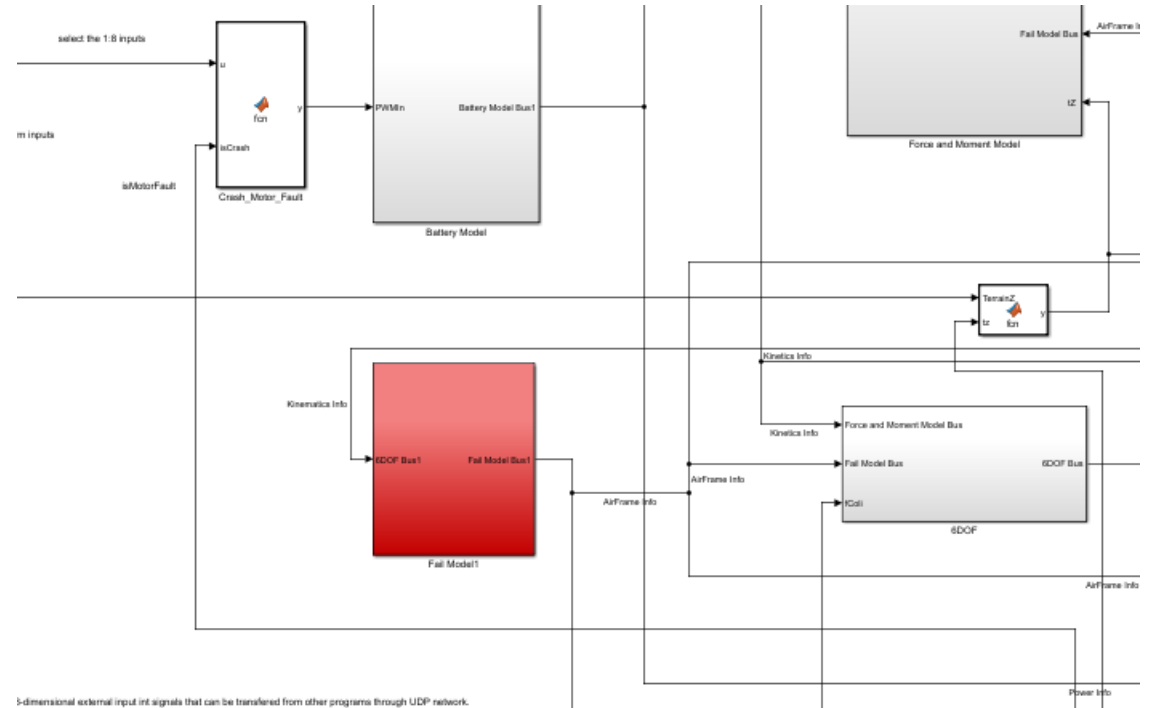 select the 1:8 inputs
u
fcn
y
isCrash
Crash_Motor_Fault
m inputs
isMotorFault
PWMIn
Battery Model Bus1
Battery Model
Fail Model Bus
AirFrame I
tZ
Force and Moment Model
TerrainZ
tz
fcn
y
Kinetics Info
Kinematics Info
6DOF Bus1
Fail Model Bus1
Fail Model1
AirFrame Info
Kinetics Info
Force and Moment Model Bus
Fail Model Bus
6DOF Bus
AirFrame Info
fColi
6DOF
AirFrame Info
Power Info
-dimensional external input int signals that can be transfered from other programs through UDP network.